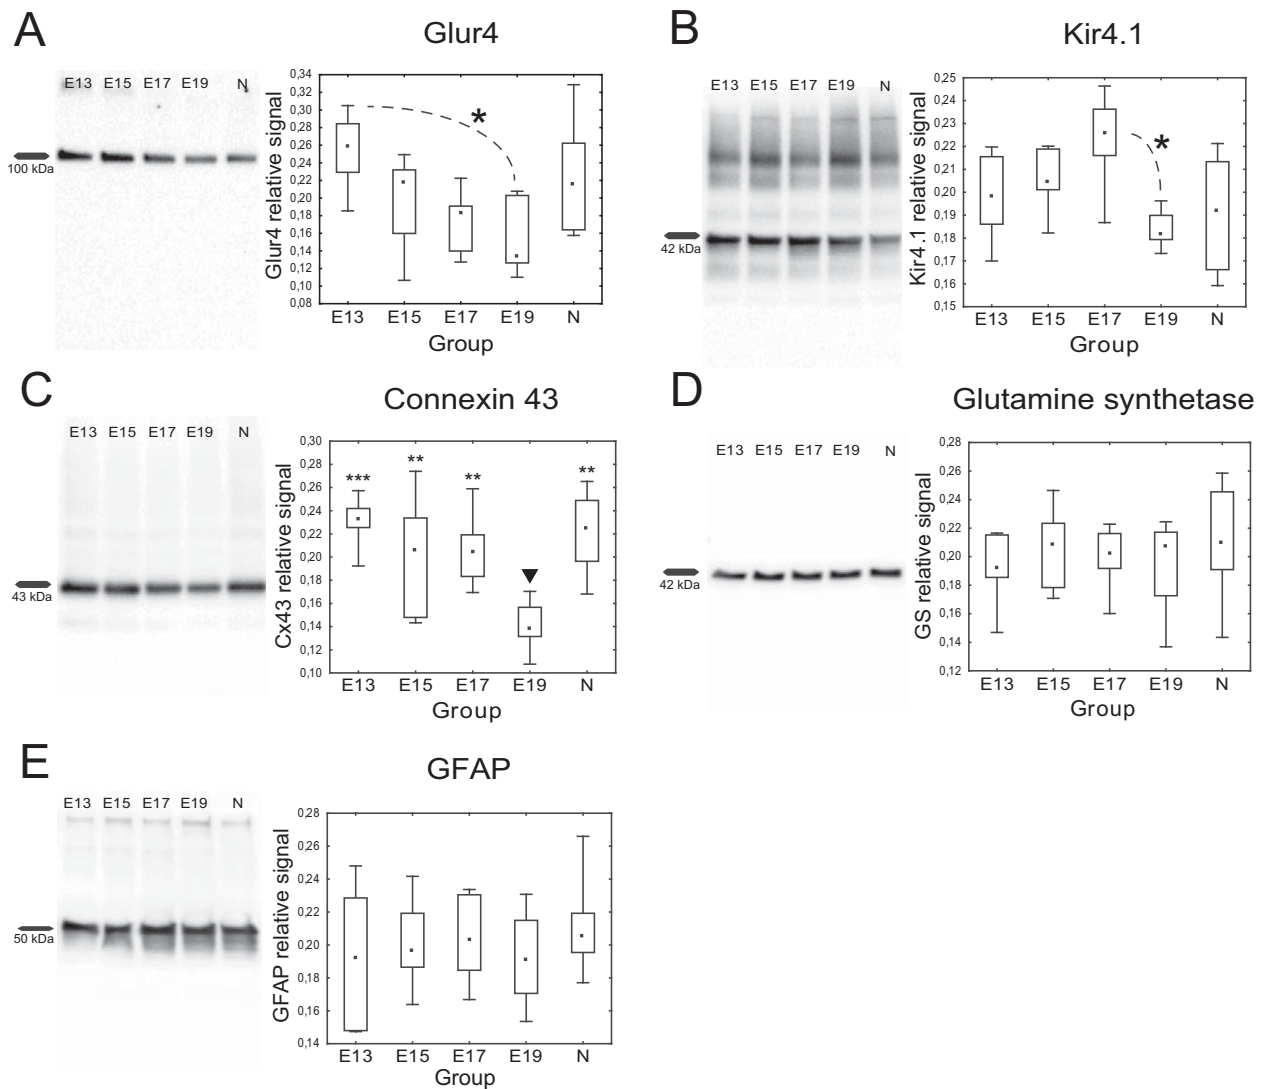 A
Glur4
E13 E15 E17 E19 N
100 kDa
Glur4 relative signal
0,34
0,32
0,30
0,28
0,26
0,24
0,22
0,20
0,18
0,16
0,14
0,12
0,10
0,08
*
E13 E15 E17 E19 N
Group
B
Kir4.1
E13 E15 E17 E19 N
42 kDa
Kir4.1 relative signal
0,25
0,24
0,23
0,22
0,21
0,20
0,19
0,18
0,17
0,16
0,15
*
E13 E15 E17 E19 N
Group
C
Connexin 43
E13 E15 E17 E19 N
43 kDa
Cx43 relative signal
0,30
0,28
0,26
0,24
0,22
0,20
0,18
0,16
0,14
0,12
0,10
*** ** ** **
E13 E15 E17 E19 N
Group
D
Glutamine synthetase
E13 E15 E17 E19 N
42 kDa
GS relative signal
0,28
0,26
0,24
0,22
0,20
0,18
0,16
0,14
0,12
E13 E15 E17 E19 N
Group
E
GFAP
E13 E15 E17 E19 N
50 kDa
GFAP relative signal
0,28
0,26
0,24
0,22
0,20
0,18
0,16
0,14
E13 E15 E17 E19 N
Group